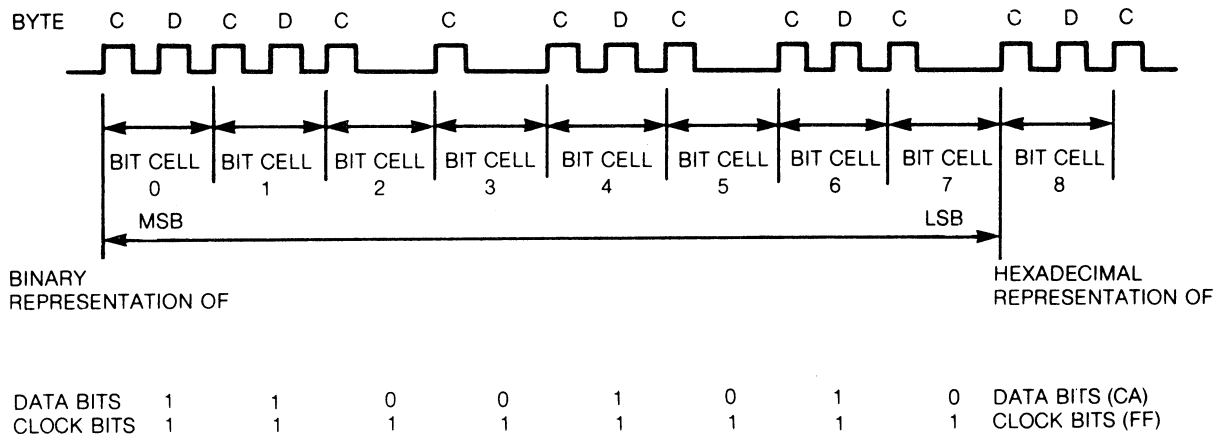 BYTE C D C D C C C D C C D C C D C
BIT CELL BIT CELL BIT CELL BIT CELL BIT CELL BIT CELL BIT CELL BIT CELL BIT CELL
0 1 2 3 4 5 6 7 8
MSB LSB
BINARY HEXADECIMAL
REPRESENTATION OF REPRESENTATION OF
DATA BITS 1 1 0 0 1 0 1 0 DATA BITS (CA)
CLOCK BITS 1 1 1 1 1 1 1 1 CLOCK BITS (FF)